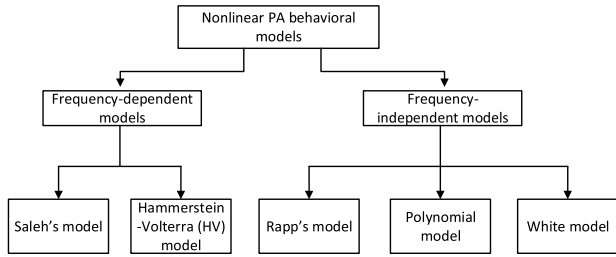 Nonlinear PA behavioral
models
Frequency-dependent
models
Frequency-
independent models
Saleh's model
Hammerstein
-Volterra (HV)
model
Rapp's model
Polynomial
model
White model